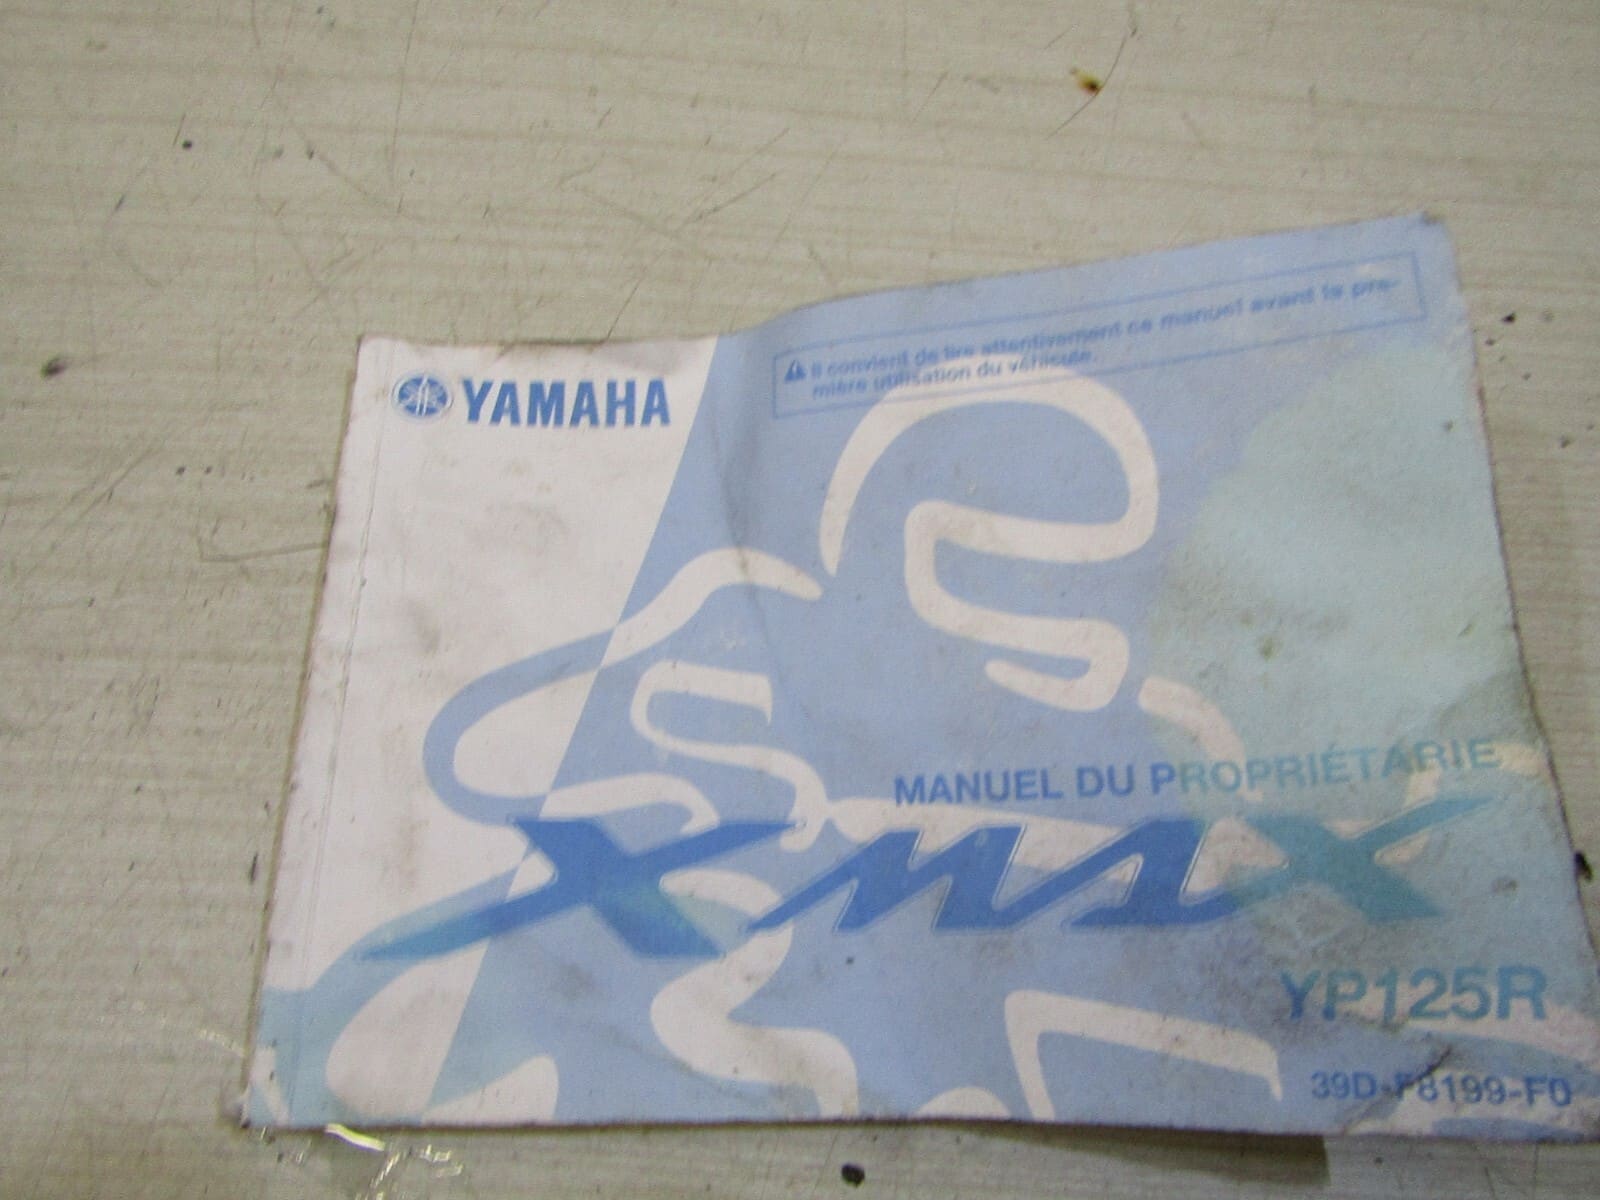 YAMAHA
Il convient de lire attentivement ce manuel avant la pre-
mière utilisation du véhicule.
MANUEL DU PROPRIÉTARIE
XMAX
YP125R
39D-F8199-F0